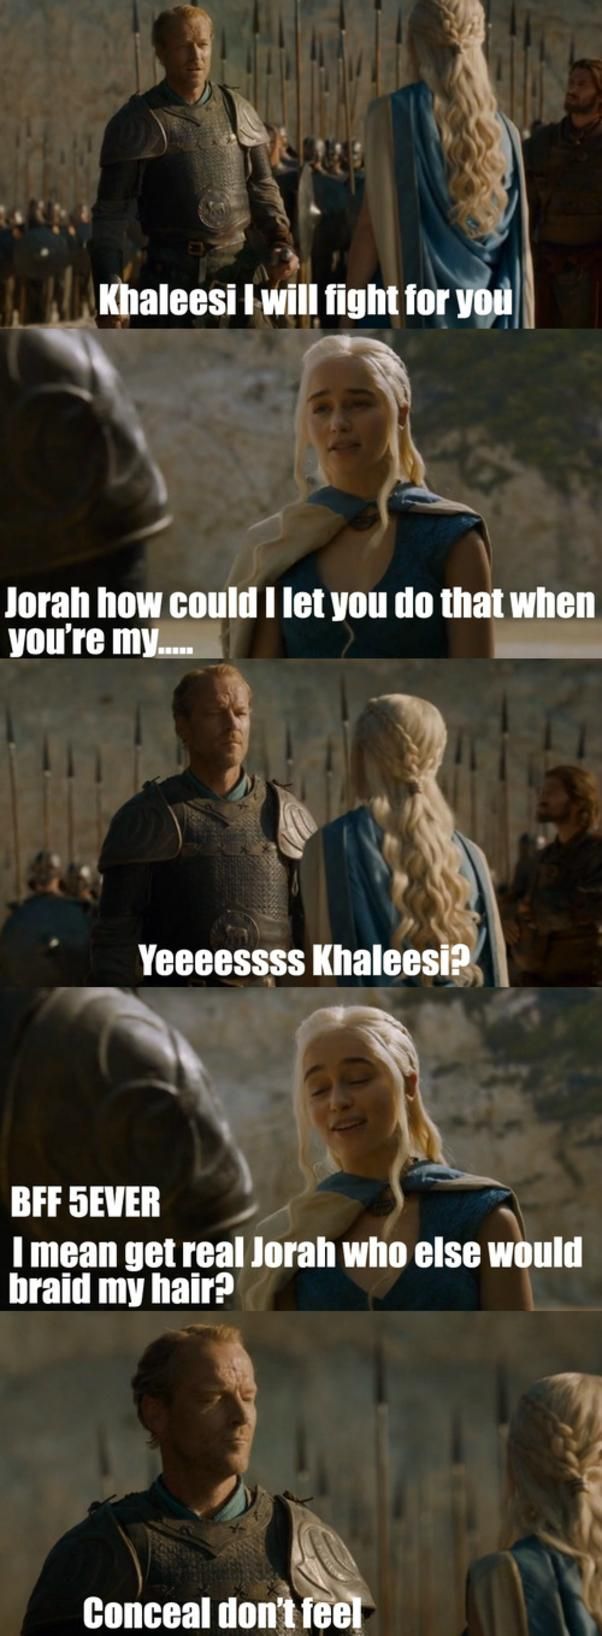 Khaleesi I will fight for you
Jorah how could I let you do that when
you're my.....
Yeeeessss Khaleesi?
BFF 5EVER
I mean get real Jorah who else would
braid my hair?
Conceal don't feel